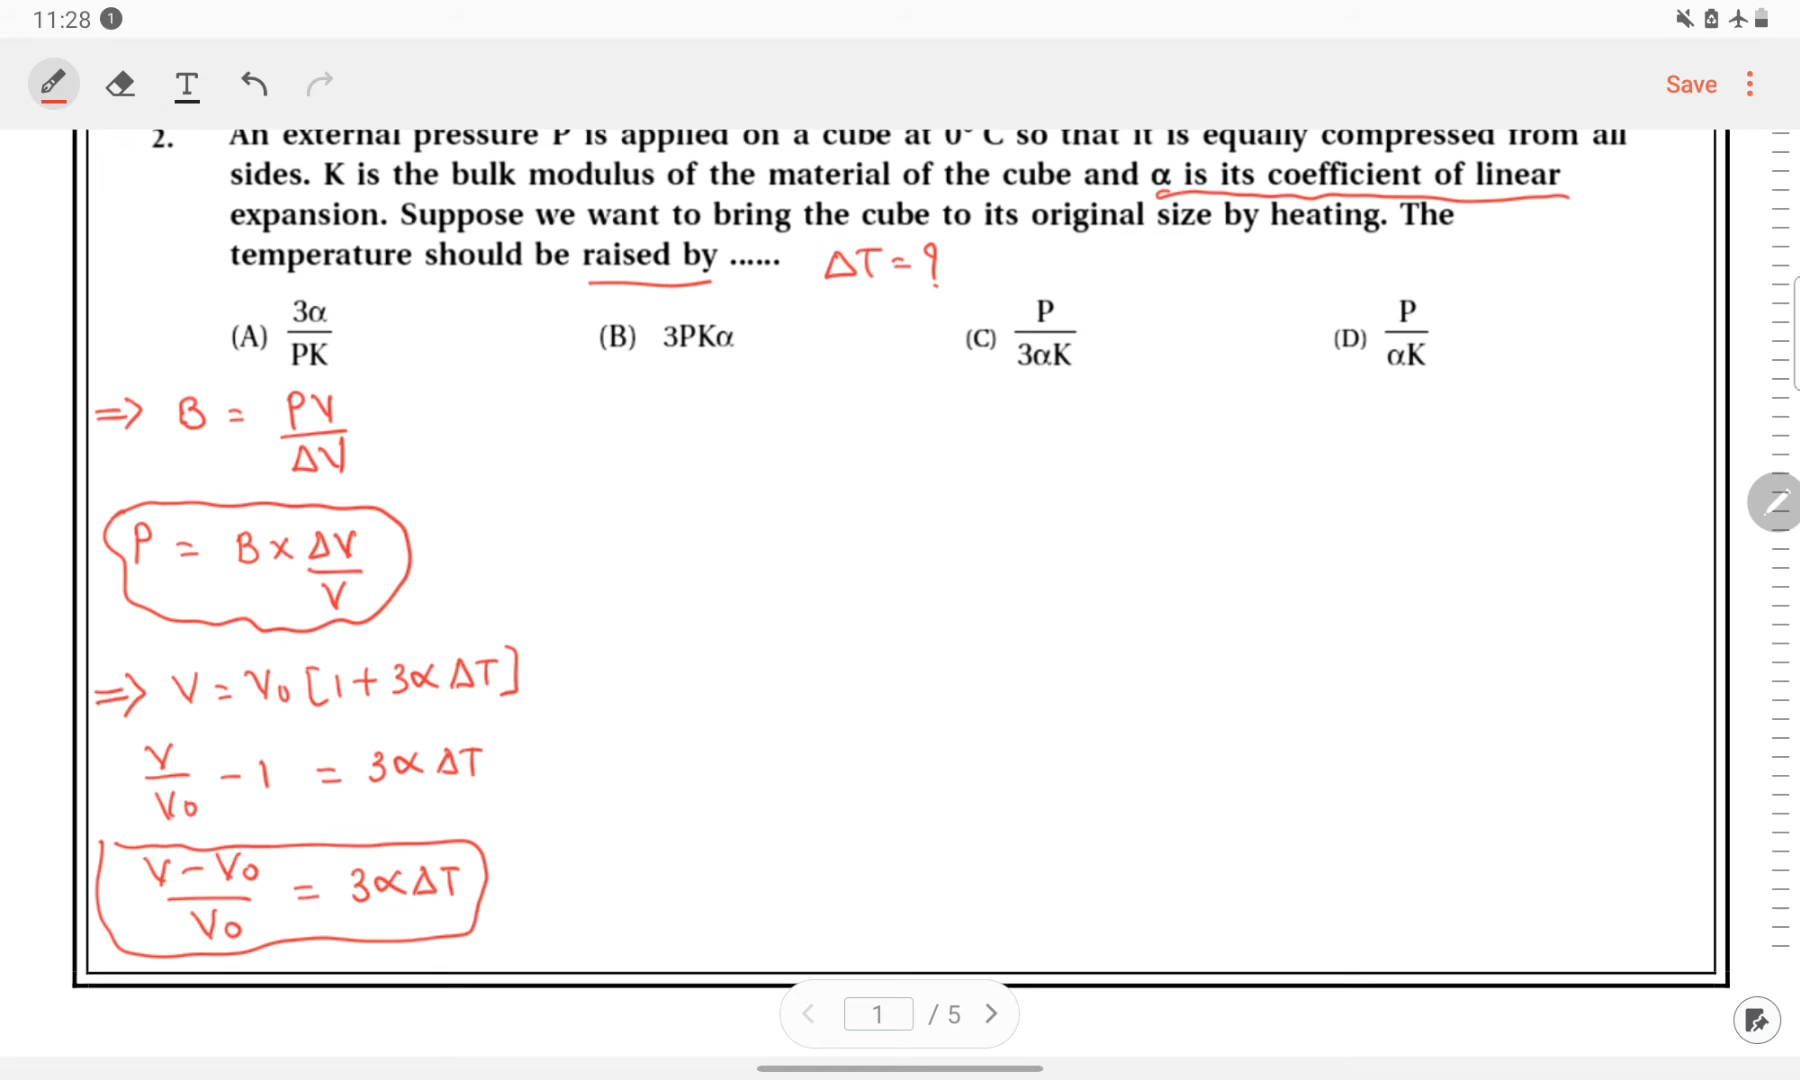 11:28 1
T Save
2. An external pressure P is applied on a cube at 0° C so that it is equally compressed from all
sides. K is the bulk modulus of the material of the cube and α is its coefficient of linear
expansion. Suppose we want to bring the cube to its original size by heating. The
temperature should be raised by ...... ΔT = ?
(A) 3α/PK (B) 3PKα (C) P/3αK (D) P/αK
=> B = PV/ΔV
P = B × ΔV/V
=> V = V₀ [1 + 3α ΔT]
V/V₀ - 1 = 3α ΔT
V - V₀/V₀ = 3α ΔT
1 / 5